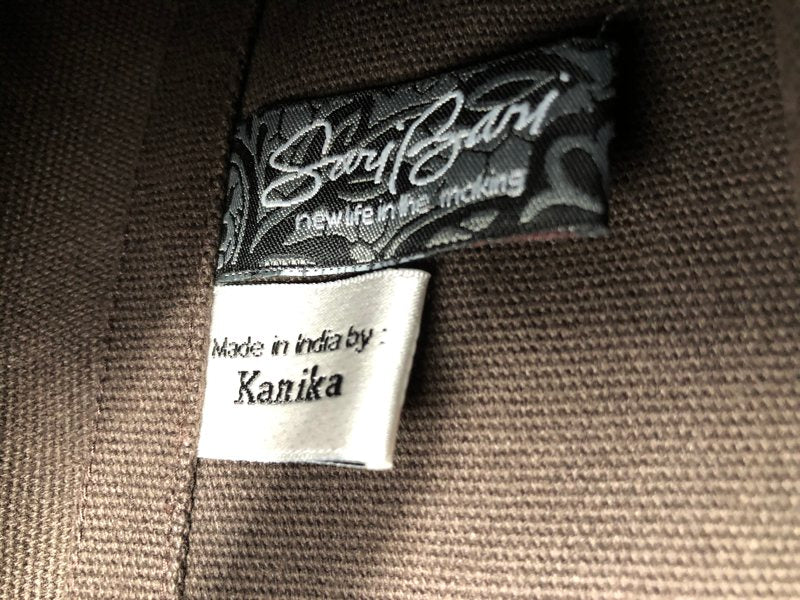 Sari Bari
new life in the making
Made in India by :
Kanika